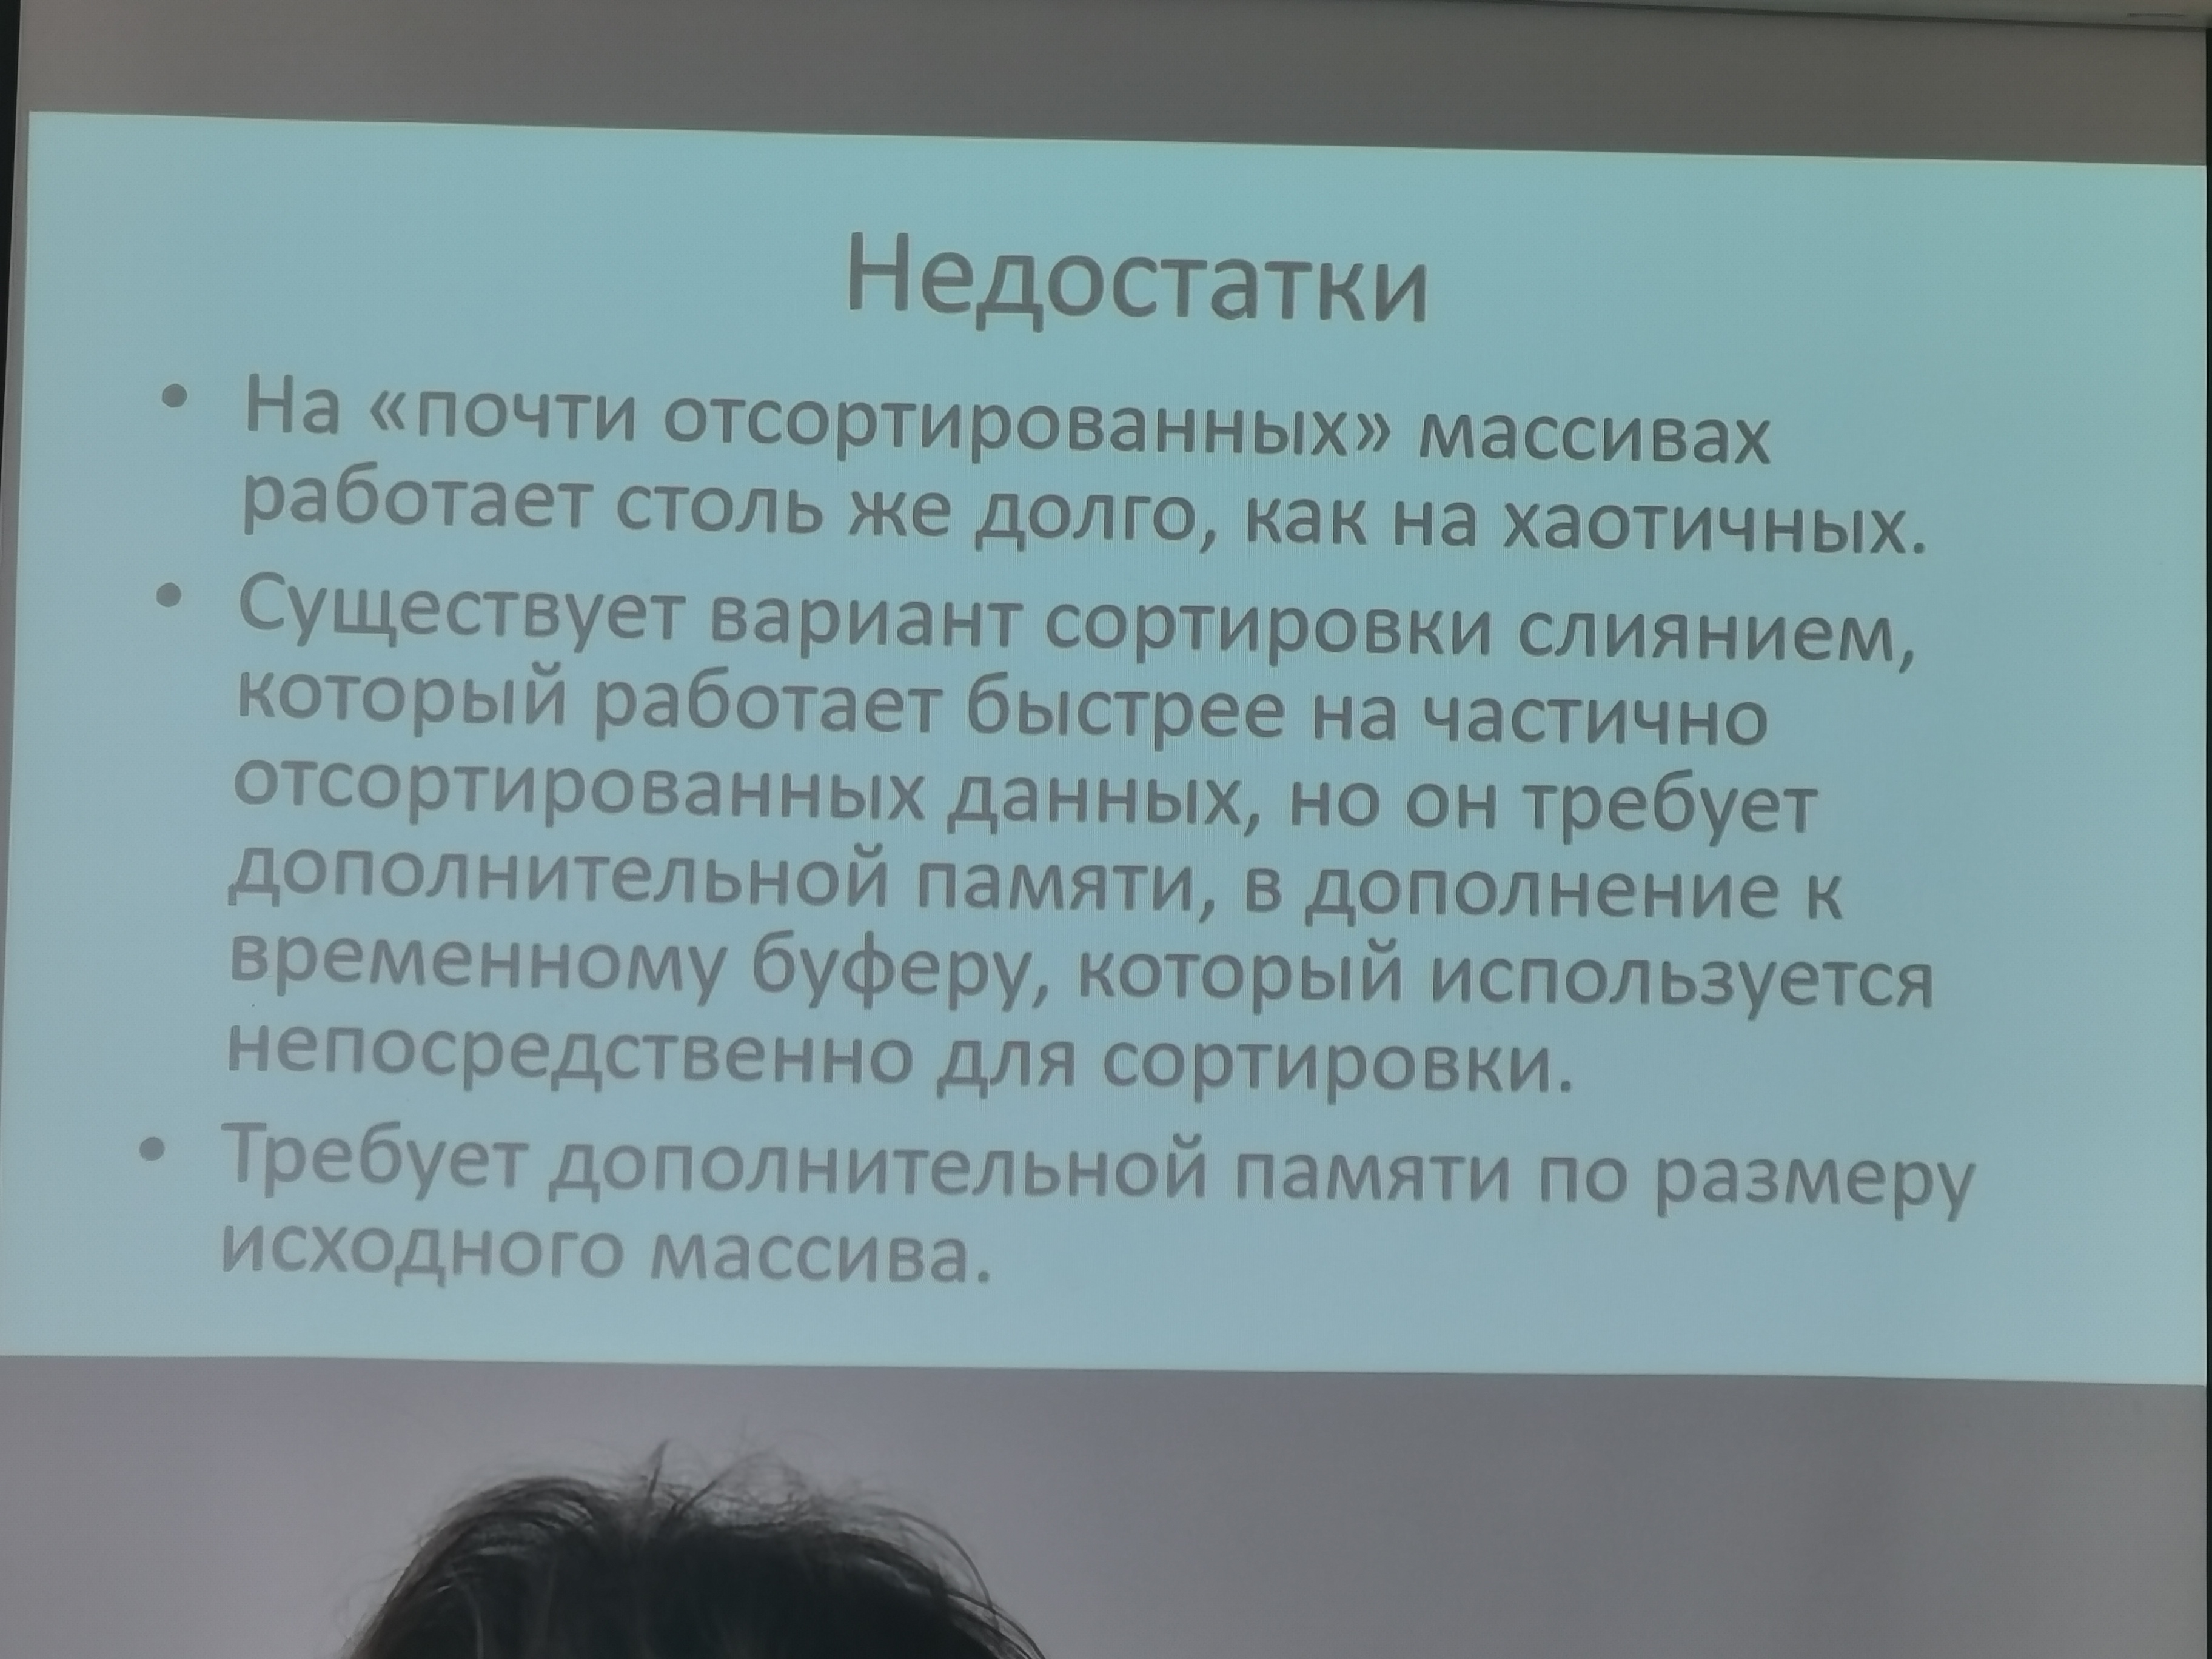 Недостатки
• На «почти отсортированных» массивах
работает столь же долго, как на хаотичных.
• Существует вариант сортировки слиянием,
который работает быстрее на частично
отсортированных данных, но он требует
дополнительной памяти, в дополнение к
временному буферу, который используется
непосредственно для сортировки.
• Требует дополнительной памяти по размеру
исходного массива.